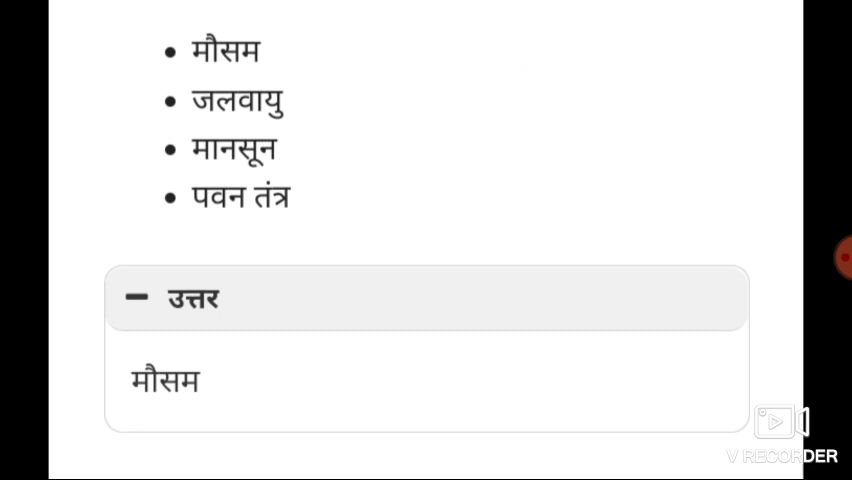 • मौसम
• जलवायु
• मानसून
• पवन तंत्र
− उत्तर
मौसम
V RECORDER